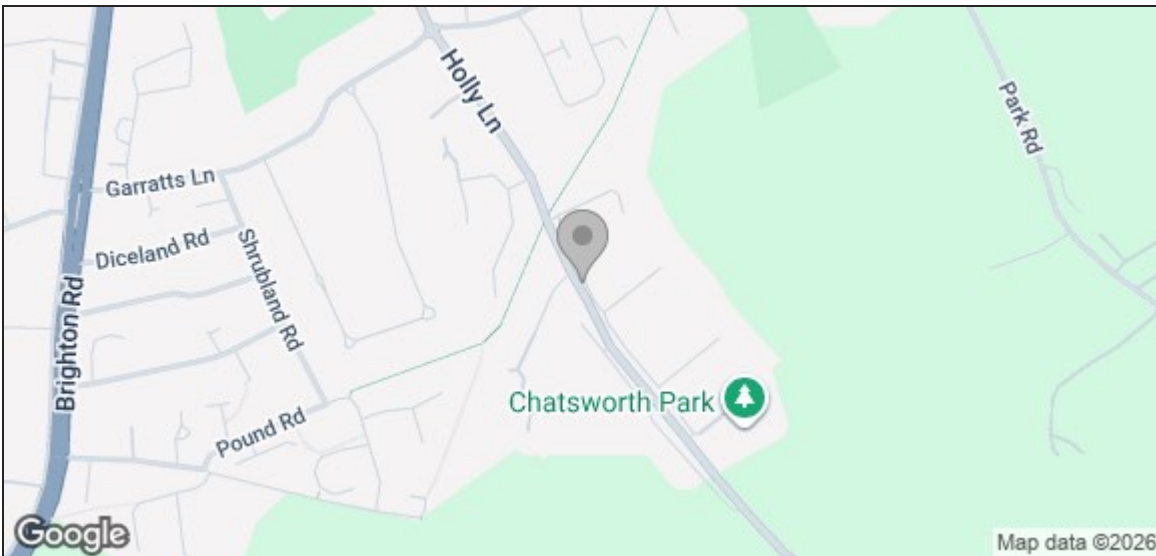 Holly Ln
Park Rd
Garratts Ln
Diceland Rd
Shrubland Rd
Brighton Rd
Chatsworth Park
Pound Rd
Google
Map data ©2026